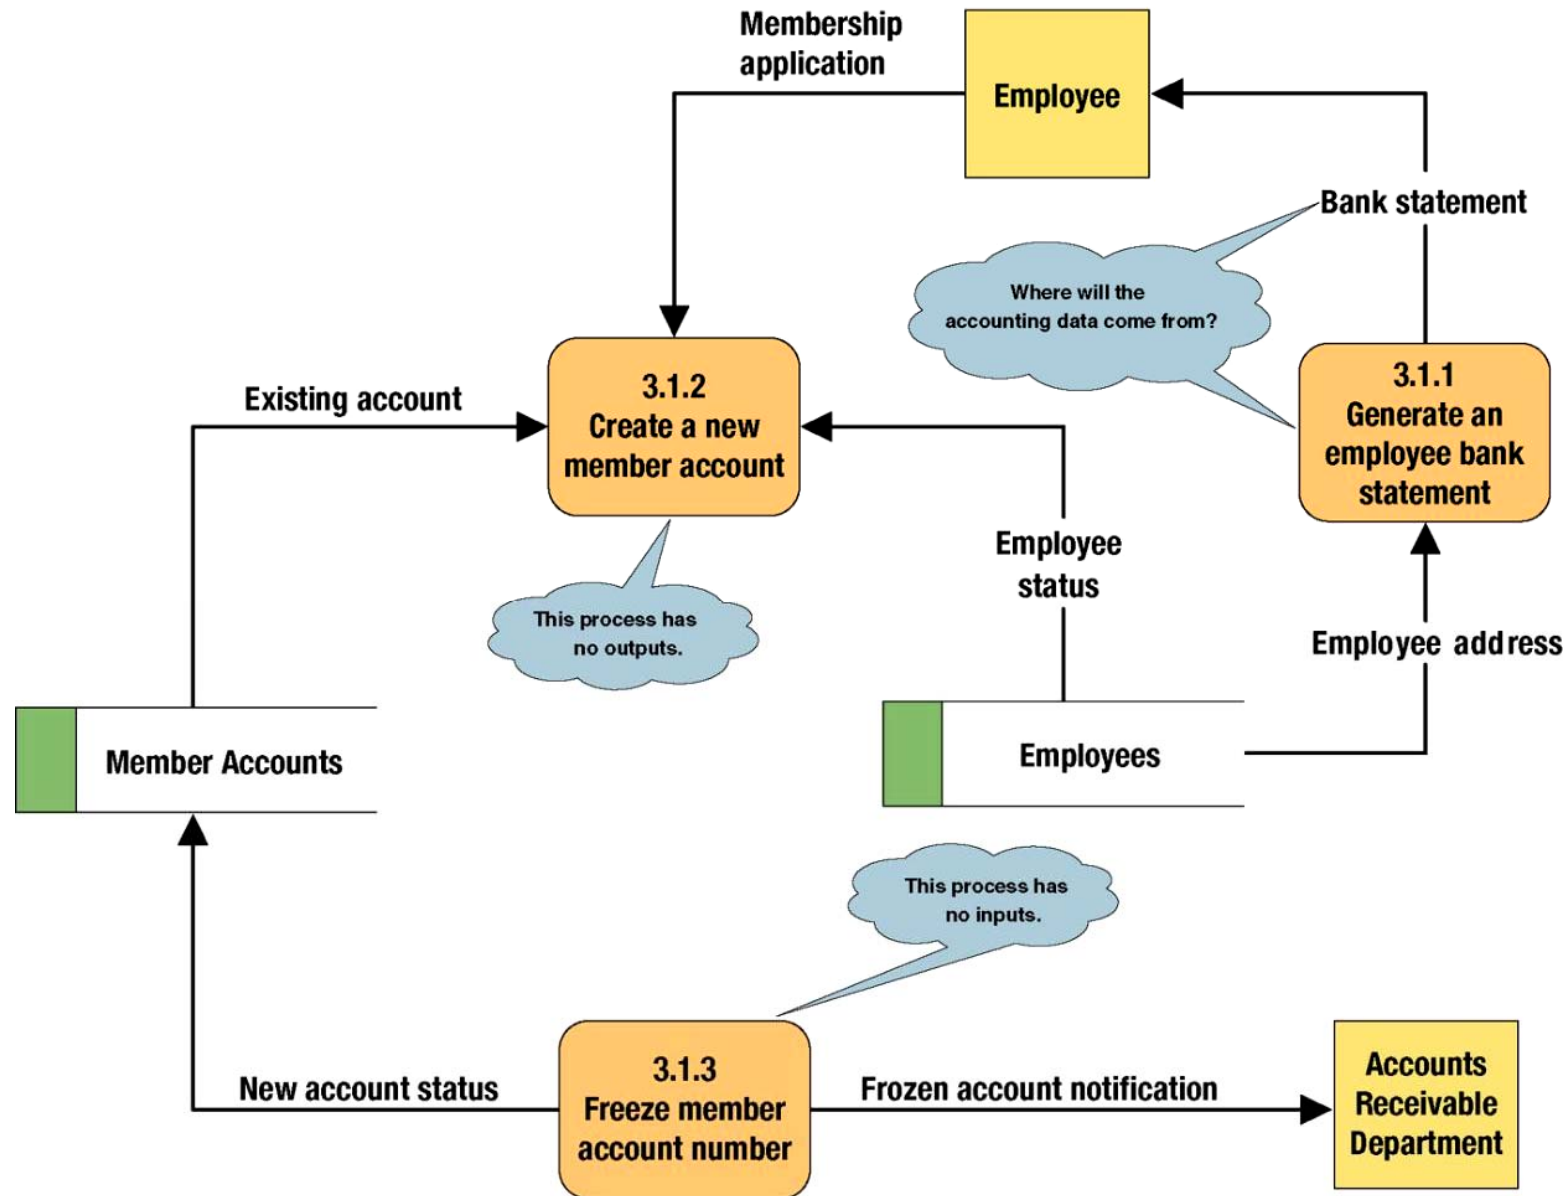 Membership
application
Employee
Bank statement
Where will the
accounting data come from?
3.1.2
Create a new
member account
Existing account
3.1.1
Generate an
employee bank
statement
Employee
status
This process has
no outputs.
Employee address
Member Accounts
Employees
This process has
no inputs.
3.1.3
Freeze member
account number
New account status
Frozen account notification
Accounts
Receivable
Department